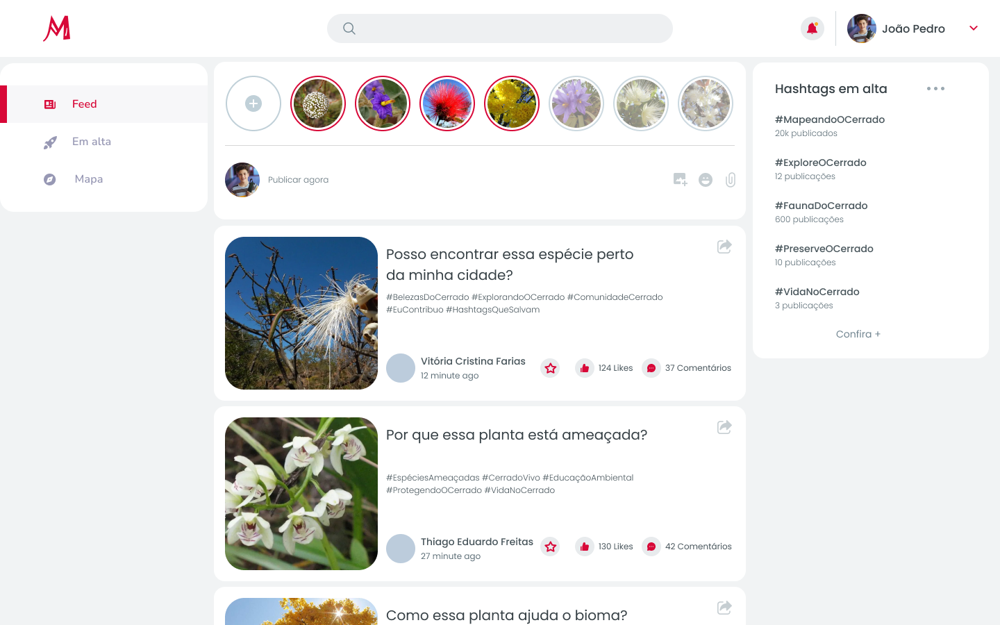 M
João Pedro
Feed
Em alta
Mapa
Publicar agora
Posso encontrar essa espécie perto
da minha cidade?
#BelezasDoCerrado #ExplorandoOCerrado #ComunidadeCerrado
#EuContribuo #HashtagsQueSalvam
Vitória Cristina Farias
12 minute ago
124 Likes
37 Comentários
Por que essa planta está ameaçada?
#EspéciesAmeaçadas #CerradoVivo #EducaçãoAmbiental
#ProtegendoOCerrado #VidaNoCerrado
Thiago Eduardo Freitas
27 minute ago
130 Likes
42 Comentários
Como essa planta ajuda o bioma?
Hashtags em alta
#MapeandoOCerrado
20k publicados
#ExploreOCerrado
12 publicações
#FaunaDoCerrado
600 publicações
#PreserveOCerrado
10 publicações
#VidaNoCerrado
3 publicações
Confira +